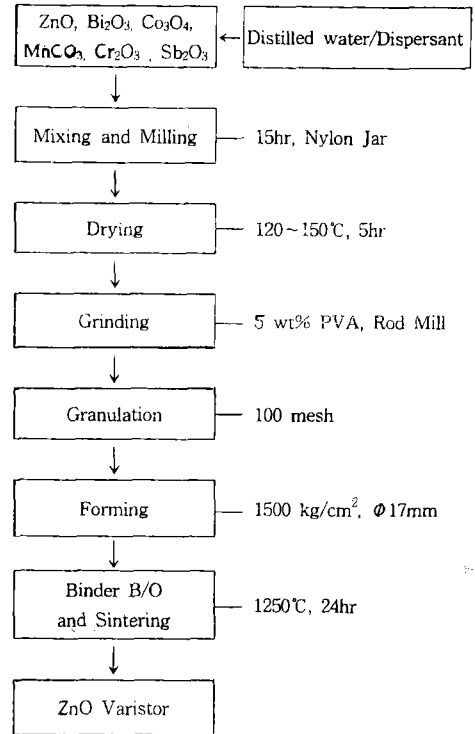 ZnO, Bi₂O₃, Co₃O₄,
MnCO₃, Cr₂O₃ , Sb₂O₃
Distilled water/Dispersant
Mixing and Milling
15hr, Nylon Jar
Drying
120~150℃, 5hr
Grinding
5 wt% PVA, Rod Mill
Granulation
100 mesh
Forming
1500 kg/cm², Φ17mm
Binder B/O
and Sintering
1250℃, 24hr
ZnO Varistor